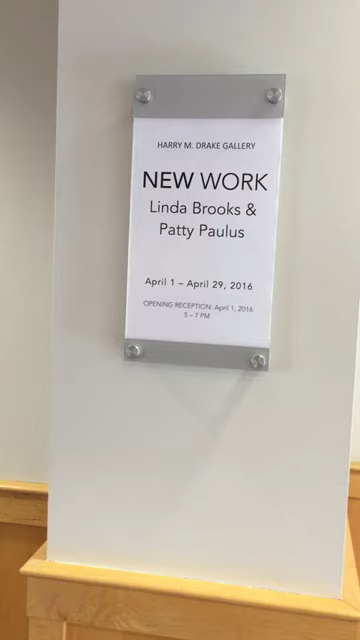 HARRY M. DRAKE GALLERY
NEW WORK
Linda Brooks &
Patty Paulus
April 1 – April 29, 2016
OPENING RECEPTION: April 1, 2016
5 – 7 PM